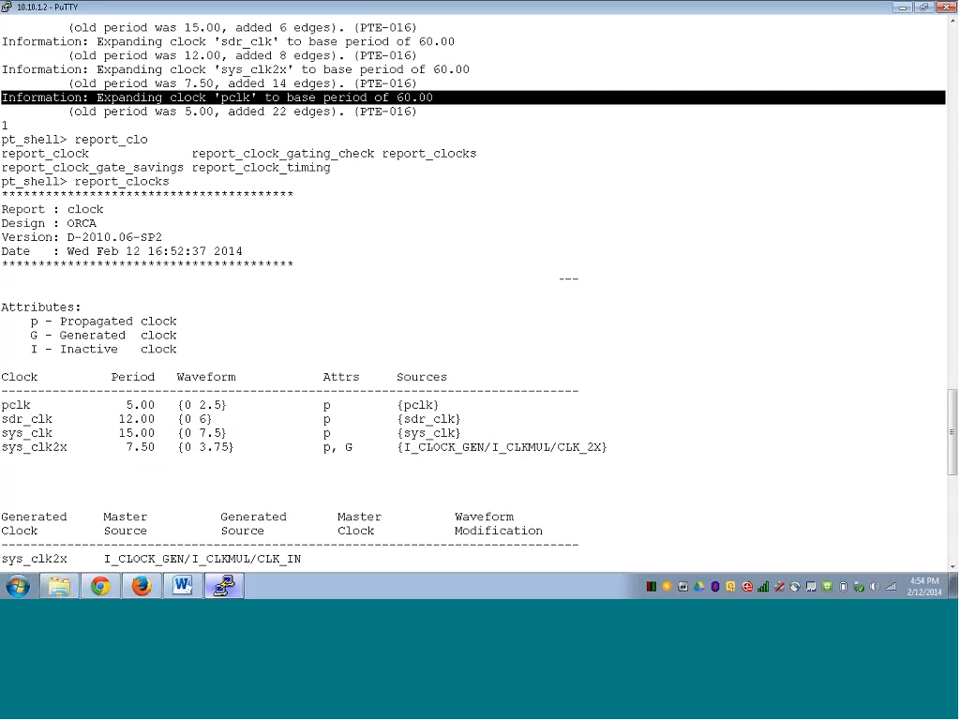 10.10.1.2 - PuTTY
(old period was 15.00, added 6 edges). (PTE-016)
Information: Expanding clock 'sdr_clk' to base period of 60.00
(old period was 12.00, added 8 edges). (PTE-016)
Information: Expanding clock 'sys_clk2x' to base period of 60.00
(old period was 7.50, added 14 edges). (PTE-016)
Information: Expanding clock 'pclk' to base period of 60.00
(old period was 5.00, added 22 edges). (PTE-016)
1
pt_shell> report_clo
report_clock report_clock_gating_check report_clocks
report_clock_gate_savings report_clock_timing
pt_shell> report_clocks
****************************************
Report : clock
Design : ORCA
Version: D-2010.06-SP2
Date : Wed Feb 12 16:52:37 2014
****************************************
---
Attributes:
p - Propagated clock
G - Generated clock
I - Inactive clock
Clock Period Waveform Attrs Sources
-------------------------------------------------------------------------------
pclk 5.00 {0 2.5} p {pclk}
sdr_clk 12.00 {0 6} p {sdr_clk}
sys_clk 15.00 {0 7.5} p {sys_clk}
sys_clk2x 7.50 {0 3.75} p, G {I_CLOCK_GEN/I_CLKMUL/CLK_2X}
Generated Master Generated Master Waveform
Clock Source Source Clock Modification
-------------------------------------------------------------------------------
sys_clk2x I_CLOCK_GEN/I_CLKMUL/CLK_IN
4:54 PM
2/12/2014